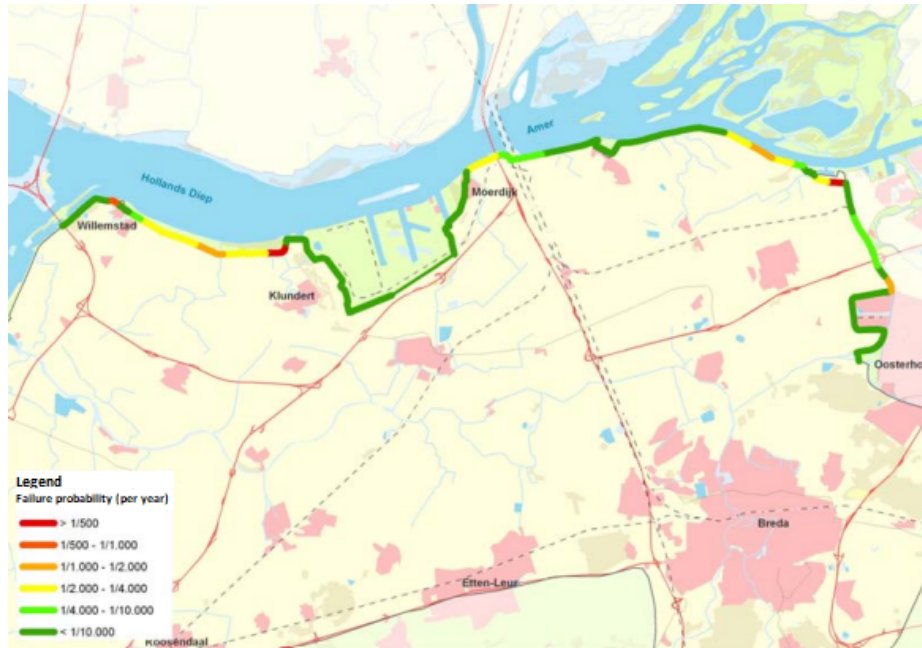 Amer
Hollands Diep
Moerdijk
Willemstad
Klundert
Oosterho
Legend
Failure probability (per year)
> 1/500
1/500 - 1/1.000
1/1.000 - 1/2.000
1/2.000 - 1/4.000
1/4.000 - 1/10.000
< 1/10.000
Breda
Etten-Leur
Roosendaal